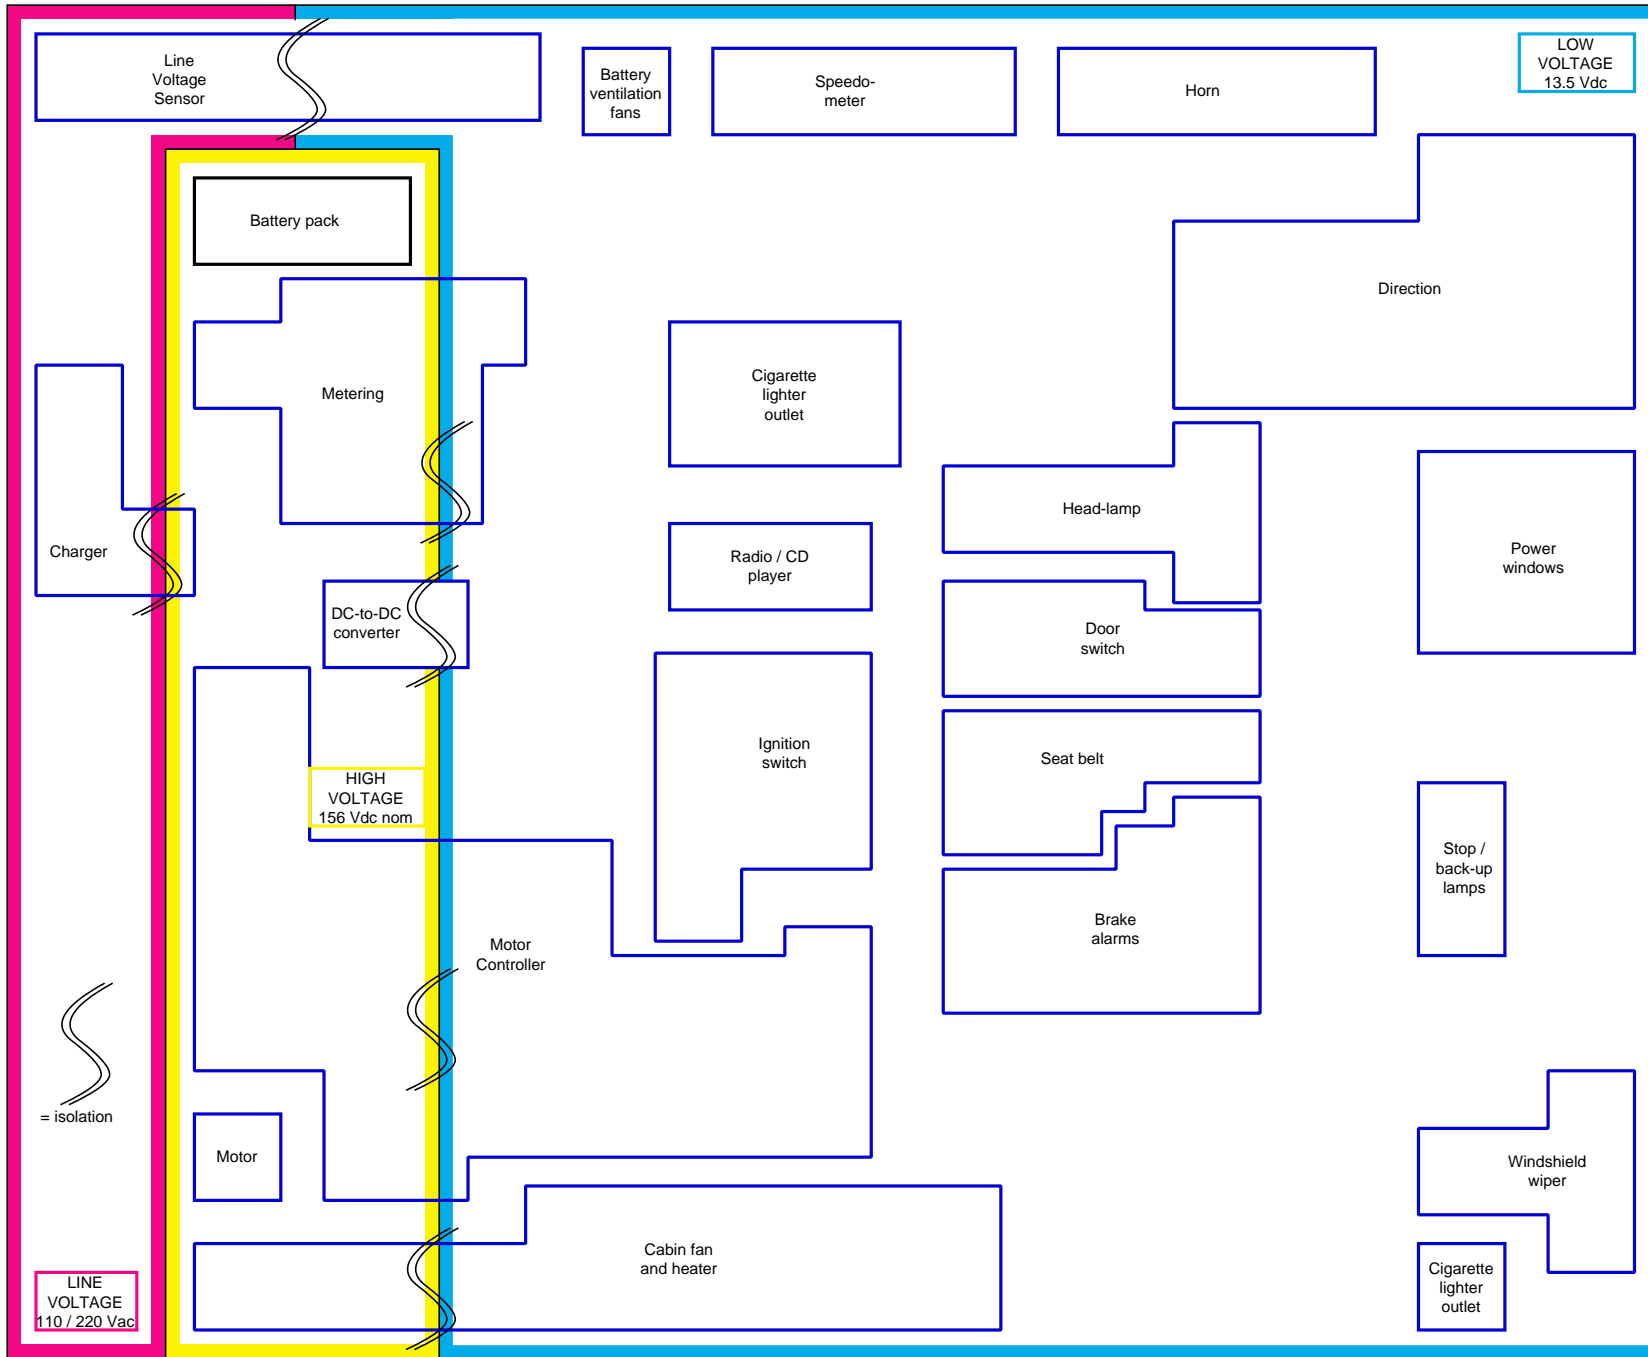 Line
Voltage
Sensor
Battery
ventilation
fans
Speedo-
meter
Horn
LOW
VOLTAGE
13.5 Vdc
Battery pack
Direction
Metering
Cigarette
lighter
outlet
Head-lamp
Charger
Radio / CD
player
Power
windows
DC-to-DC
converter
Door
switch
Ignition
switch
Seat belt
HIGH
VOLTAGE
156 Vdc nom
Stop /
back-up
lamps
Brake
alarms
Motor
Controller
= isolation
Motor
Windshield
wiper
Cabin fan
and heater
LINE
VOLTAGE
110 / 220 Vac
Cigarette
lighter
outlet